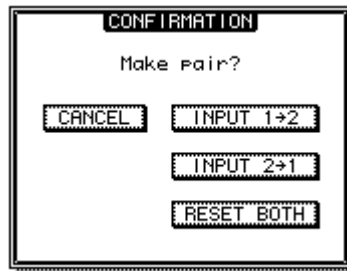 CONFIRMATION
Make pair?
CANCEL
INPUT 1→2
INPUT 2→1
RESET BOTH